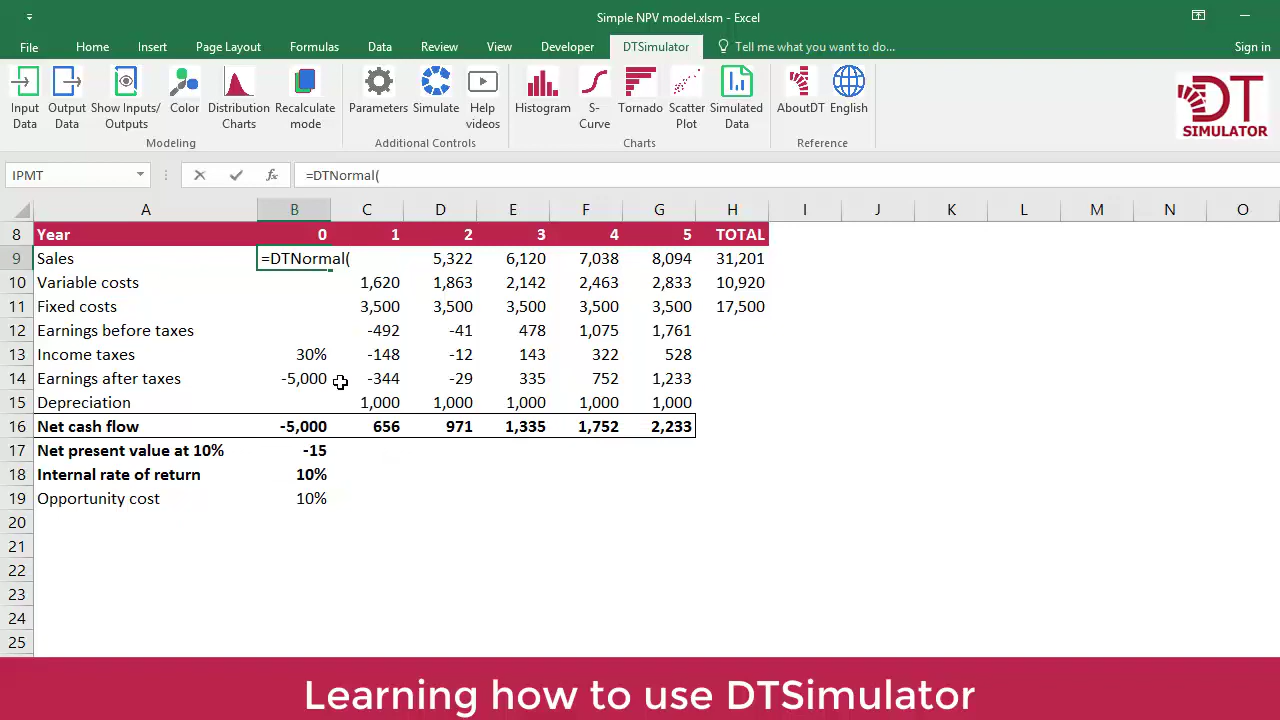 Simple NPV model.xlsm - Excel
File Home Insert Page Layout Formulas Data Review View Developer DTSimulator Tell me what you want to do... Sign in
Input Data Output Data Show Inputs/ Outputs Color Distribution Charts Recalculate mode Parameters Simulate Help videos Histogram S-Curve Tornado Scatter Plot Simulated Data AboutDT English
DT SIMULATOR
Modeling Additional Controls Charts Reference
IPMT fx =DTNormal(
A B C D E F G H I J K L M N O
8 Year 0 1 2 3 4 5 TOTAL
9 Sales =DTNormal( 5,322 6,120 7,038 8,094 31,201
10 Variable costs 1,620 1,863 2,142 2,463 2,833 10,920
11 Fixed costs 3,500 3,500 3,500 3,500 3,500 17,500
12 Earnings before taxes -492 -41 478 1,075 1,761
13 Income taxes 30% -148 -12 143 322 528
14 Earnings after taxes -5,000 -344 -29 335 752 1,233
15 Depreciation 1,000 1,000 1,000 1,000 1,000
16 Net cash flow -5,000 656 971 1,335 1,752 2,233
17 Net present value at 10% -15
18 Internal rate of return 10%
19 Opportunity cost 10%
20
21
22
23
24
25
Learning how to use DTSimulator